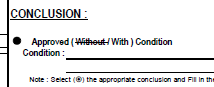 CONCLUSION :
● Approved ( Without / With ) Condition
Condition :
Note : Select (◉) the appropriate conclusion and Fill in the